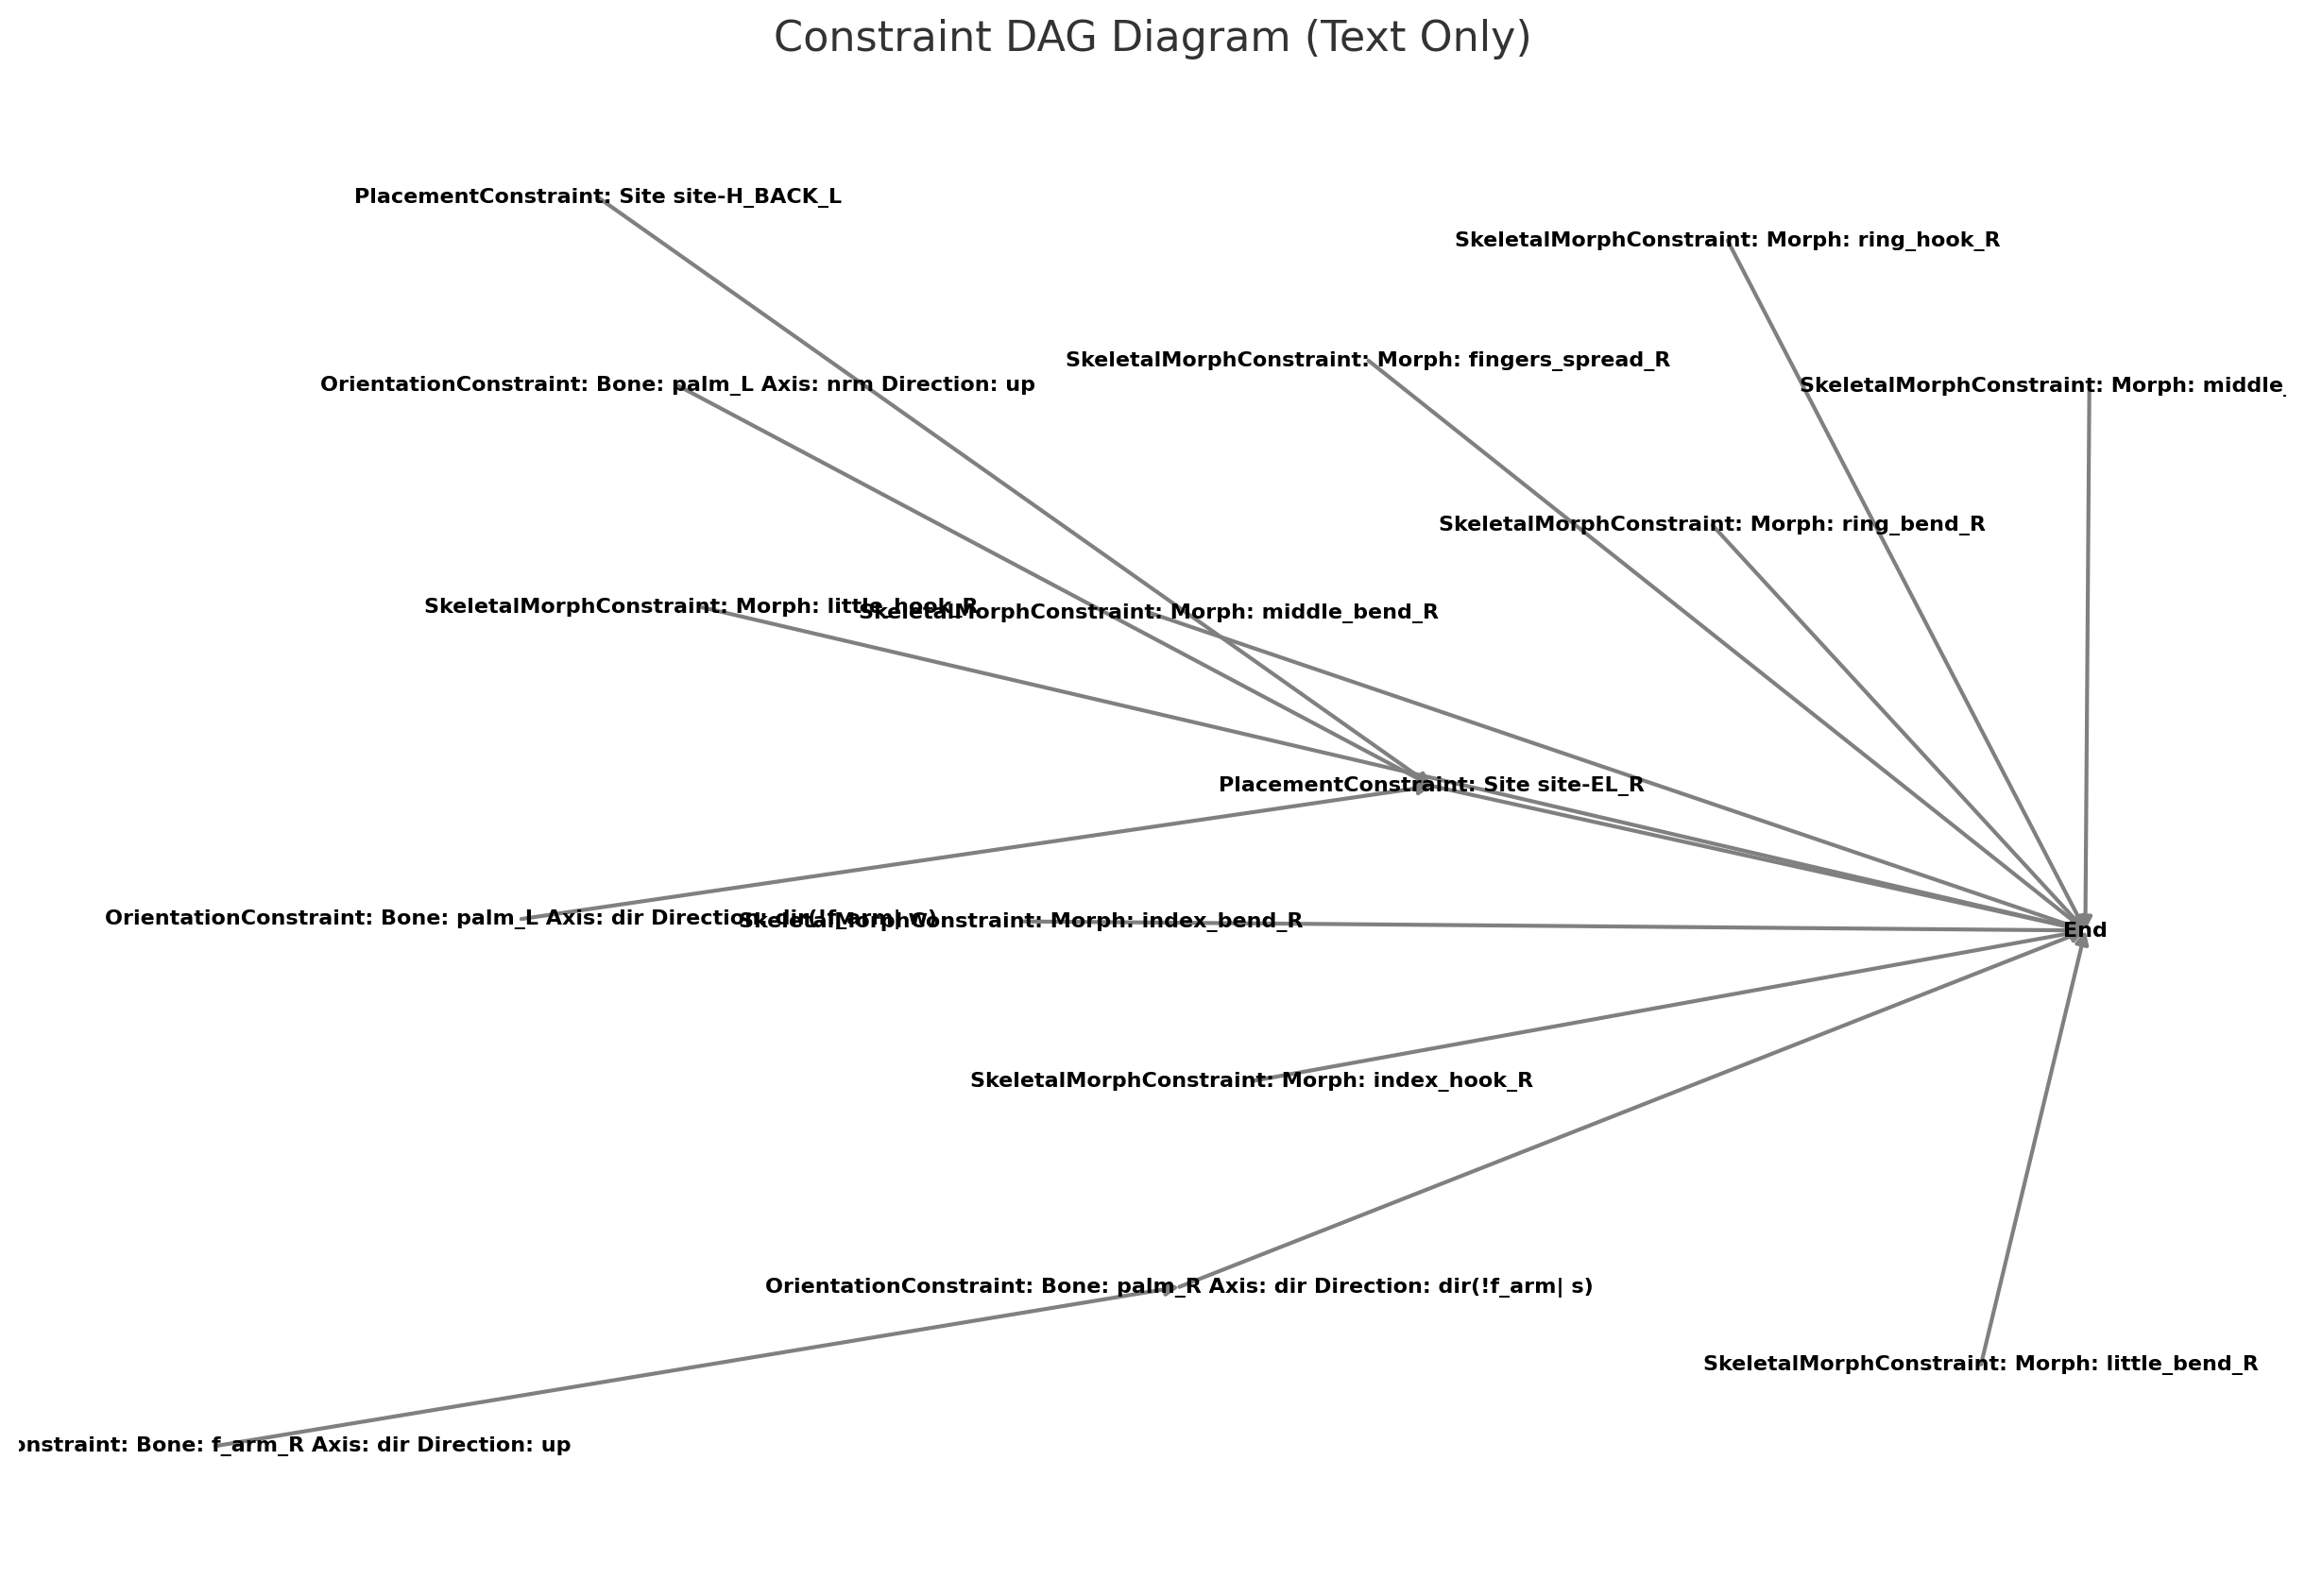 Constraint DAG Diagram (Text Only)
PlacementConstraint: Site site-H_BACK_L
SkeletalMorphConstraint: Morph: ring_hook_R
SkeletalMorphConstraint: Morph: fingers_spread_R
OrientationConstraint: Bone: palm_L Axis: nrm Direction: up
SkeletalMorphConstraint: Morph: middle_
SkeletalMorphConstraint: Morph: ring_bend_R
SkeletalMorphConstraint: Morph: little_hook_R
SkeletalMorphConstraint: Morph: middle_bend_R
PlacementConstraint: Site site-EL_R
OrientationConstraint: Bone: palm_L Axis: dir Direction: dir(!f_arm| w)
SkeletalMorphConstraint: Morph: index_bend_R
End
SkeletalMorphConstraint: Morph: index_hook_R
OrientationConstraint: Bone: palm_R Axis: dir Direction: dir(!f_arm| s)
SkeletalMorphConstraint: Morph: little_bend_R
onstraint: Bone: f_arm_R Axis: dir Direction: up